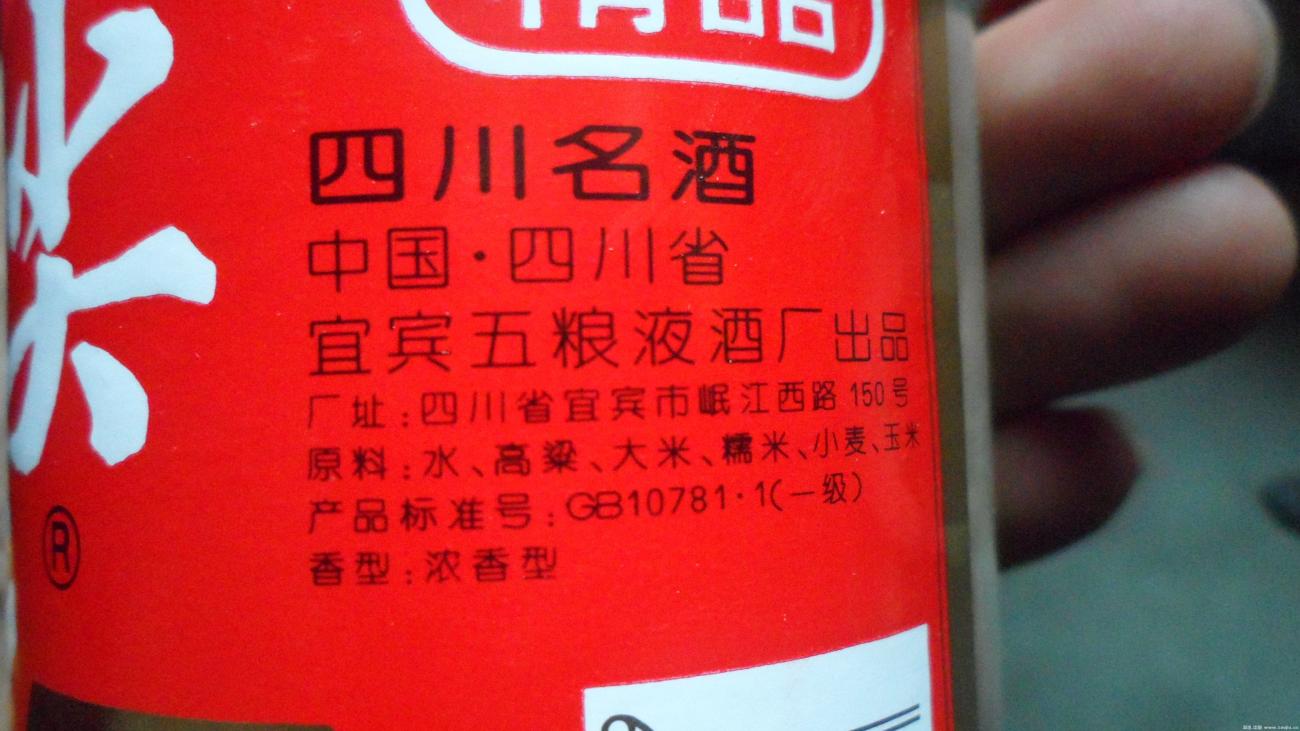 精品
四川名酒
中国·四川省
宜宾五粮液酒厂出品
厂址:四川省宜宾市岷江西路 150号
原料:水、高粱、大米、糯米、小麦、玉米
产品标准号:GB10781·1(一级)
香型:浓香型
®